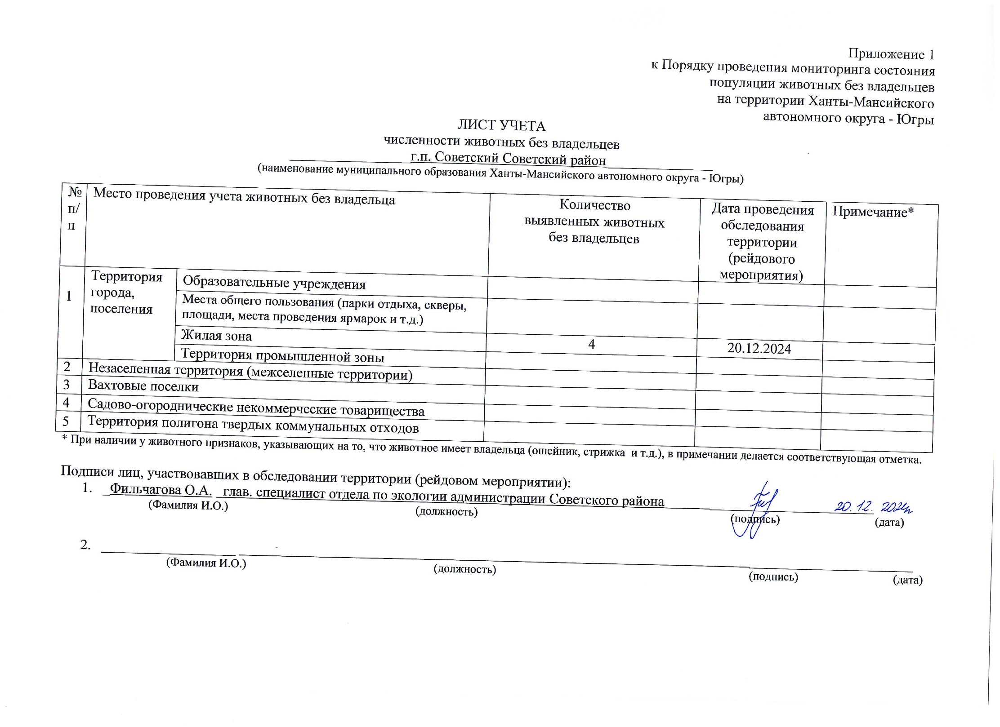 Приложение 1
к Порядку проведения мониторинга состояния
популяции животных без владельцев
на территории Ханты-Мансийского
автономного округа - Югры
ЛИСТ УЧЕТА
численности животных без владельцев
г.п. Советский Советский район
(наименование муниципального образования Ханты-Мансийского автономного округа - Югры)
№ п/п
Место проведения учета животных без владельца
Количество
выявленных животных
без владельцев
Дата проведения
обследования
территории
(рейдового
мероприятия)
Примечание*
1
Территория
города,
поселения
Образовательные учреждения
Места общего пользования (парки отдыха, скверы,
площади, места проведения ярмарок и т.д.)
Жилая зона 4 20.12.2024
Территория промышленной зоны
2 Незаселенная территория (межселенные территории)
3 Вахтовые поселки
4 Садово-огороднические некоммерческие товарищества
5 Территория полигона твердых коммунальных отходов
* При наличии у животного признаков, указывающих на то, что животное имеет владельца (ошейник, стрижка и т.д.), в примечании делается соответствующая отметка.
Подписи лиц, участвовавших в обследовании территории (рейдовом мероприятии):
1. Фильчагова О.А. глав. специалист отдела по экологии администрации Советского района 20.12. 2024г
(Фамилия И.О.) (должность) (подпись) (дата)
2.
(Фамилия И.О.) (должность) (подпись) (дата)